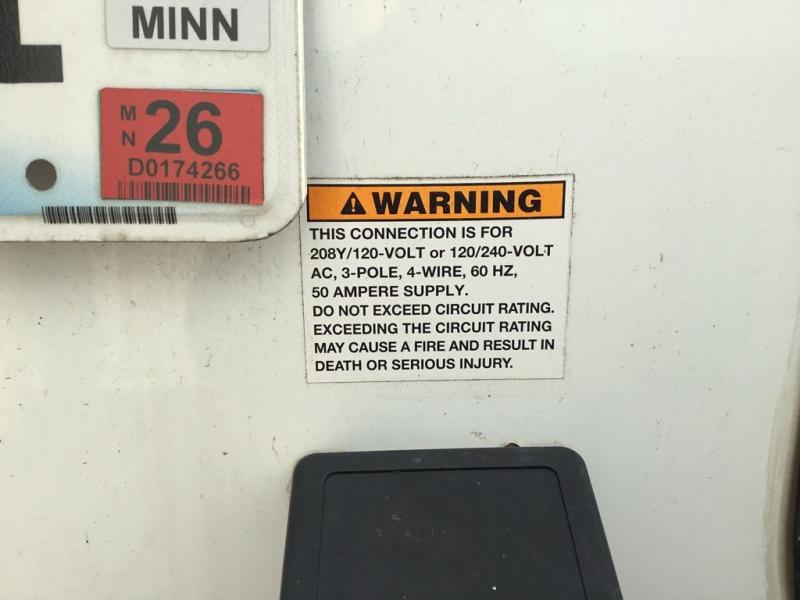 MINN
MN 26
D0174266
WARNING
THIS CONNECTION IS FOR
208Y/120-VOLT or 120/240-VOLT
AC, 3-POLE, 4-WIRE, 60 HZ,
50 AMPERE SUPPLY.
DO NOT EXCEED CIRCUIT RATING.
EXCEEDING THE CIRCUIT RATING
MAY CAUSE A FIRE AND RESULT IN
DEATH OR SERIOUS INJURY.